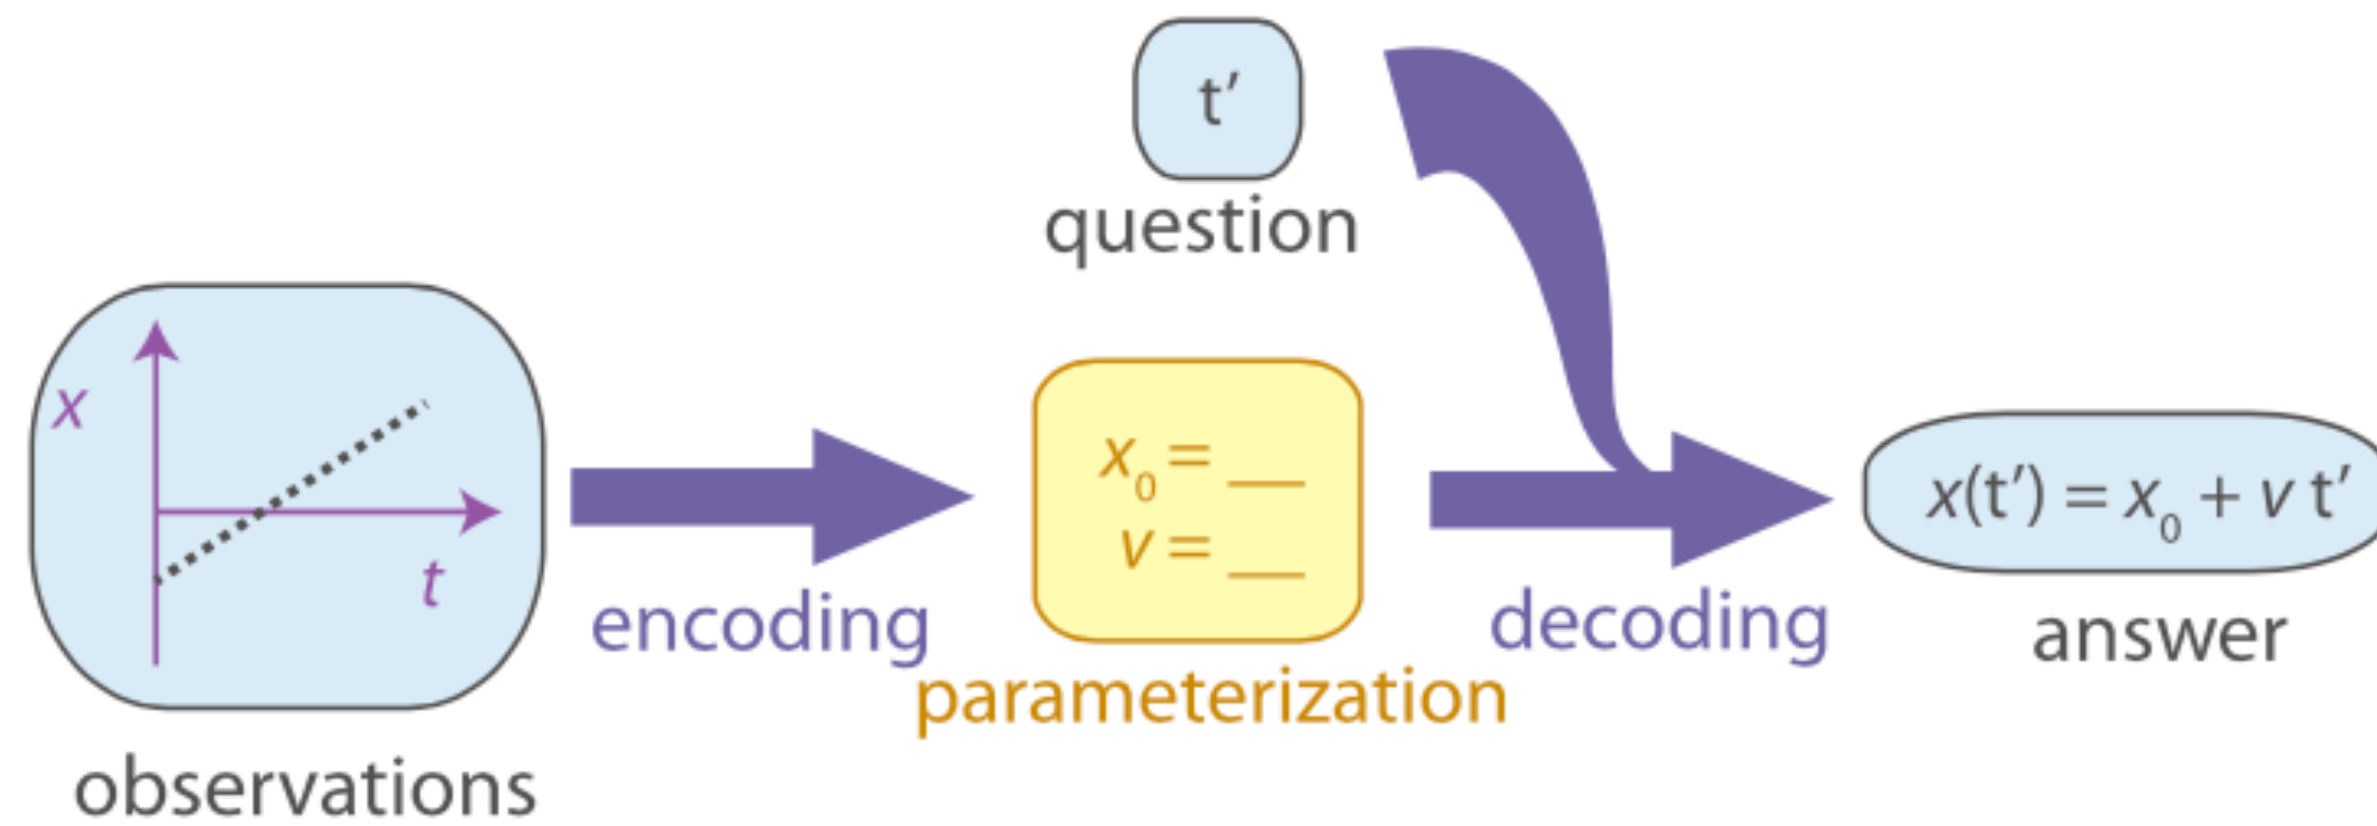 t′
question
x
t
observations
encoding
x₀ = __
v = __
parameterization
decoding
x(t′) = x₀ + v t′
answer